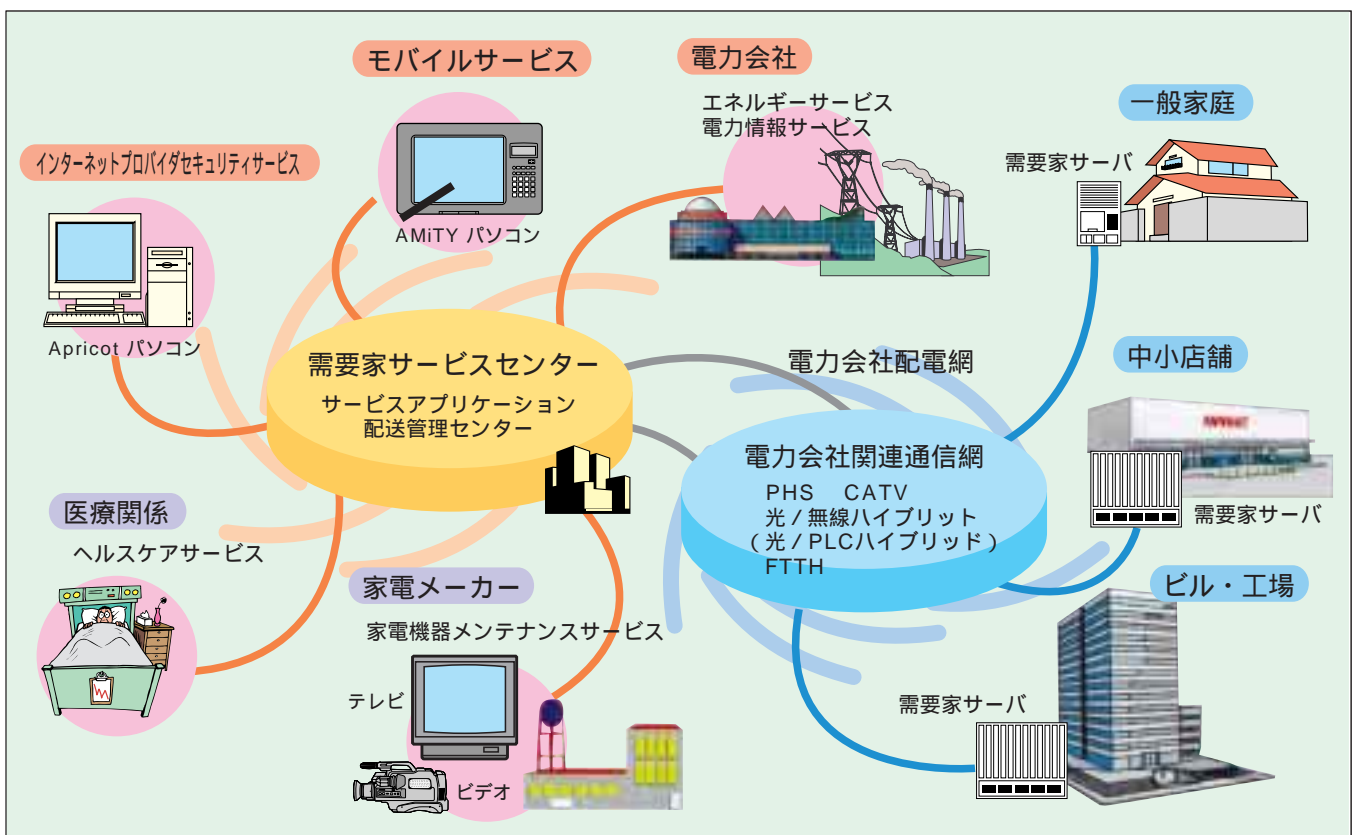 モバイルサービス
電力会社
エネルギーサービス
電力情報サービス
一般家庭
需要家サーバ
インターネットプロバイダセキュリティサービス
AMiTY パソコン
Apricot パソコン
需要家サービスセンター
サービスアプリケーション
配送管理センター
電力会社配電網
中小店舗
需要家サーバ
電力会社関連通信網
PHS CATV
光/無線ハイブリット
(光/PLCハイブリッド)
FTTH
医療関係
ヘルスケアサービス
家電メーカー
家電機器メンテナンスサービス
テレビ
ビデオ
ビル・工場
需要家サーバ